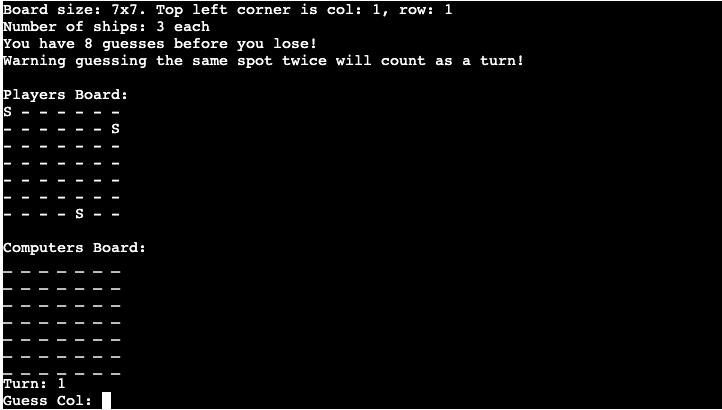 Board size: 7x7. Top left corner is col: 1, row: 1
Number of ships: 3 each
You have 8 guesses before you lose!
Warning guessing the same spot twice will count as a turn!
Players Board:
S - - - - - -
- - - - - - S
- - - - - - -
- - - - - - -
- - - - - - -
- - - - - - -
- - - - S - -
Computers Board:
_ _ _ _ _ _ _
_ _ _ _ _ _ _
_ _ _ _ _ _ _
_ _ _ _ _ _ _
_ _ _ _ _ _ _
_ _ _ _ _ _ _
_ _ _ _ _ _ _
Turn: 1
Guess Col: